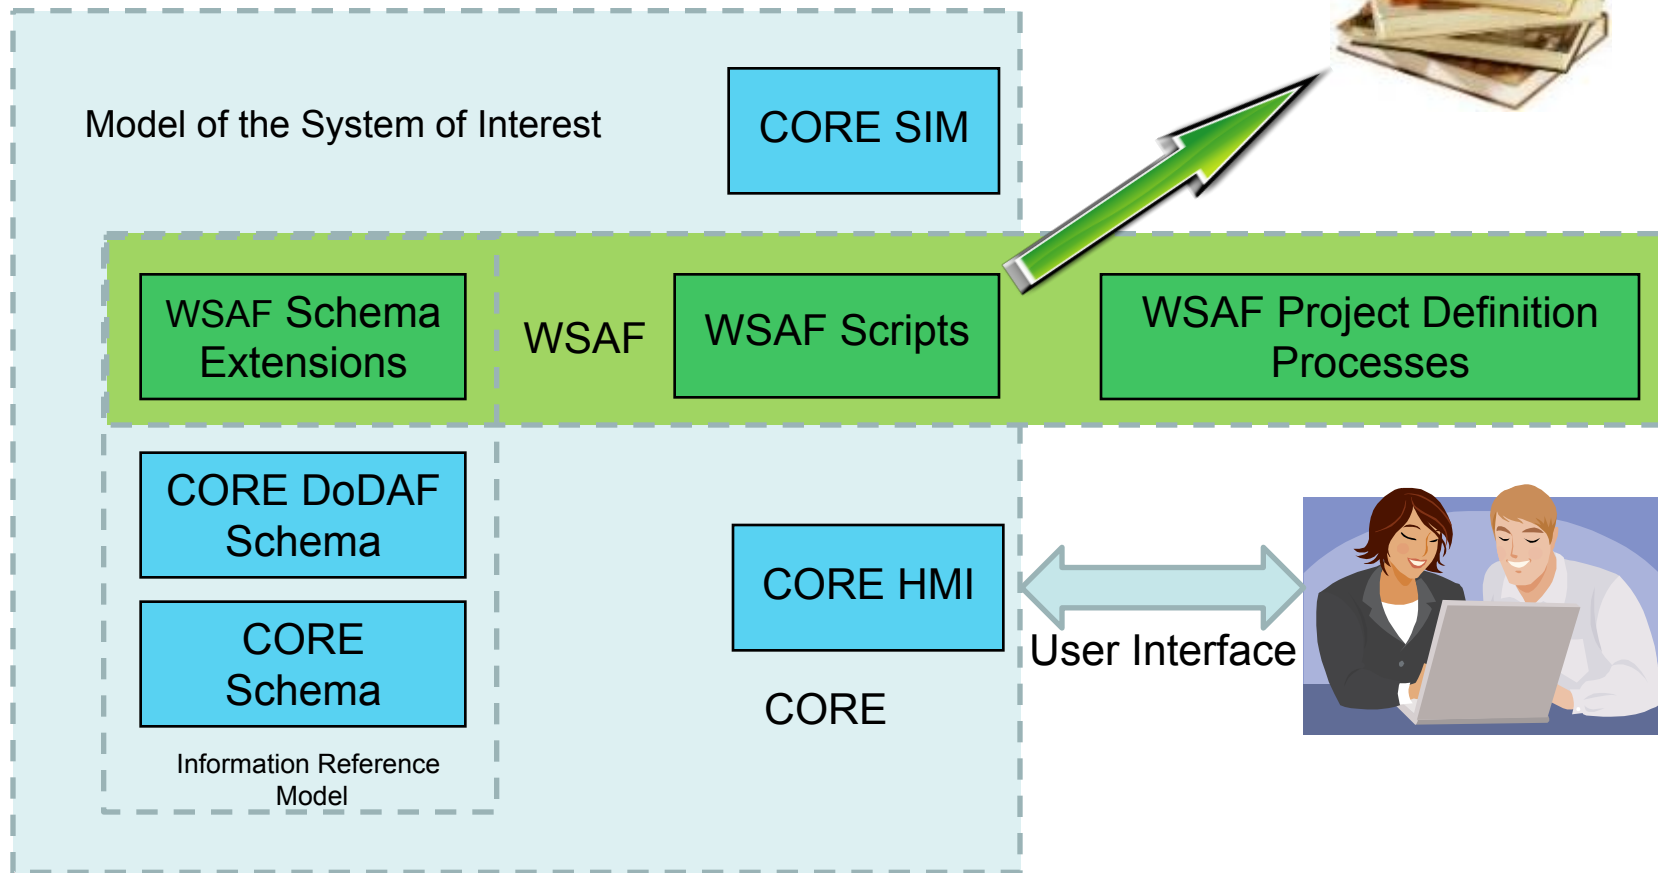 Model of the System of Interest
CORE SIM
WSAF Schema
Extensions
WSAF
WSAF Scripts
WSAF Project Definition
Processes
CORE DoDAF
Schema
CORE
Schema
Information Reference
Model
CORE HMI
CORE
User Interface